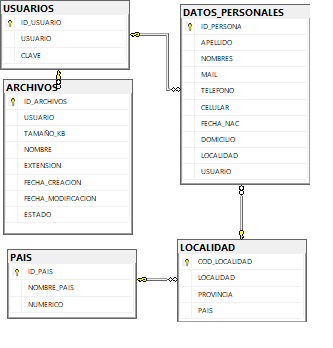 USUARIOS
ID_USUARIO
USUARIO
CLAVE
DATOS_PERSONALES
ID_PERSONA
APELLIDO
NOMBRES
MAIL
TELEFONO
CELULAR
FECHA_NAC
DOMICILIO
LOCALIDAD
USUARIO
ARCHIVOS
ID_ARCHIVOS
USUARIO
TAMAÑO_KB
NOMBRE
EXTENSION
FECHA_CREACION
FECHA_MODIFICACION
ESTADO
PAIS
ID_PAIS
NOMBRE_PAIS
NUMERICO
LOCALIDAD
COD_LOCALIDAD
LOCALIDAD
PROVINCIA
PAIS